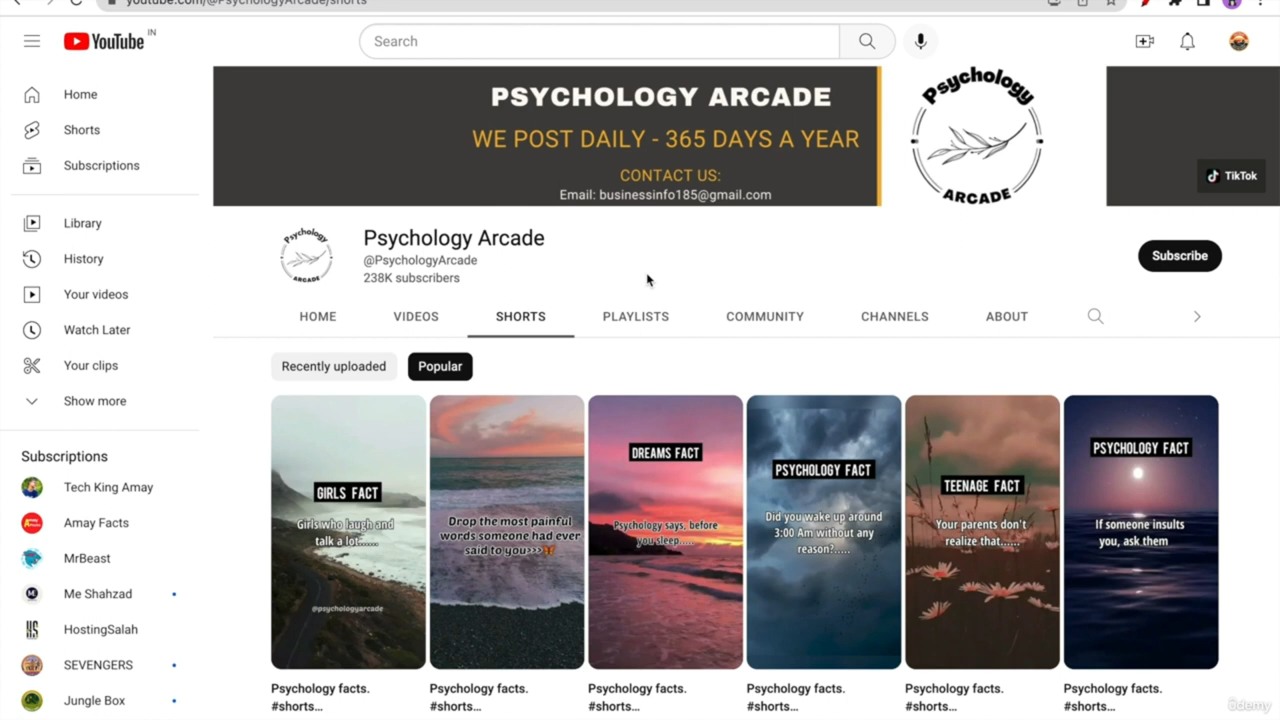 youtube.com/@PsychologyArcade/shorts
YouTube IN
Search
Home
Shorts
Subscriptions
Library
History
Your videos
Watch Later
Your clips
Show more
Subscriptions
Tech King Amay
Amay Facts
MrBeast
Me Shahzad
HostingSalah
SEVENGERS
Jungle Box
PSYCHOLOGY ARCADE
WE POST DAILY - 365 DAYS A YEAR
CONTACT US:
Email: businessinfo185@gmail.com
Psychology
ARCADE
TikTok
Psychology
ARCADE
Psychology Arcade
@PsychologyArcade
238K subscribers
Subscribe
HOME VIDEOS SHORTS PLAYLISTS COMMUNITY CHANNELS ABOUT
Recently uploaded Popular
GIRLS FACT
Girls who laugh and
talk a lot......
@psychologyarcade
Psychology facts.
#shorts...
Drop the most painful
words someone had ever
said to you>>>
Psychology facts.
#shorts...
DREAMS FACT
Psychology says, before
you sleep.....
Psychology facts.
#shorts...
PSYCHOLOGY FACT
Did you wake up around
3:00 Am without any
reason?.....
Psychology facts.
#shorts...
TEENAGE FACT
Your parents don't
realize that......
Psychology facts.
#shorts...
PSYCHOLOGY FACT
If someone insults
you, ask them
Psychology facts.
#shorts...
ûdemy